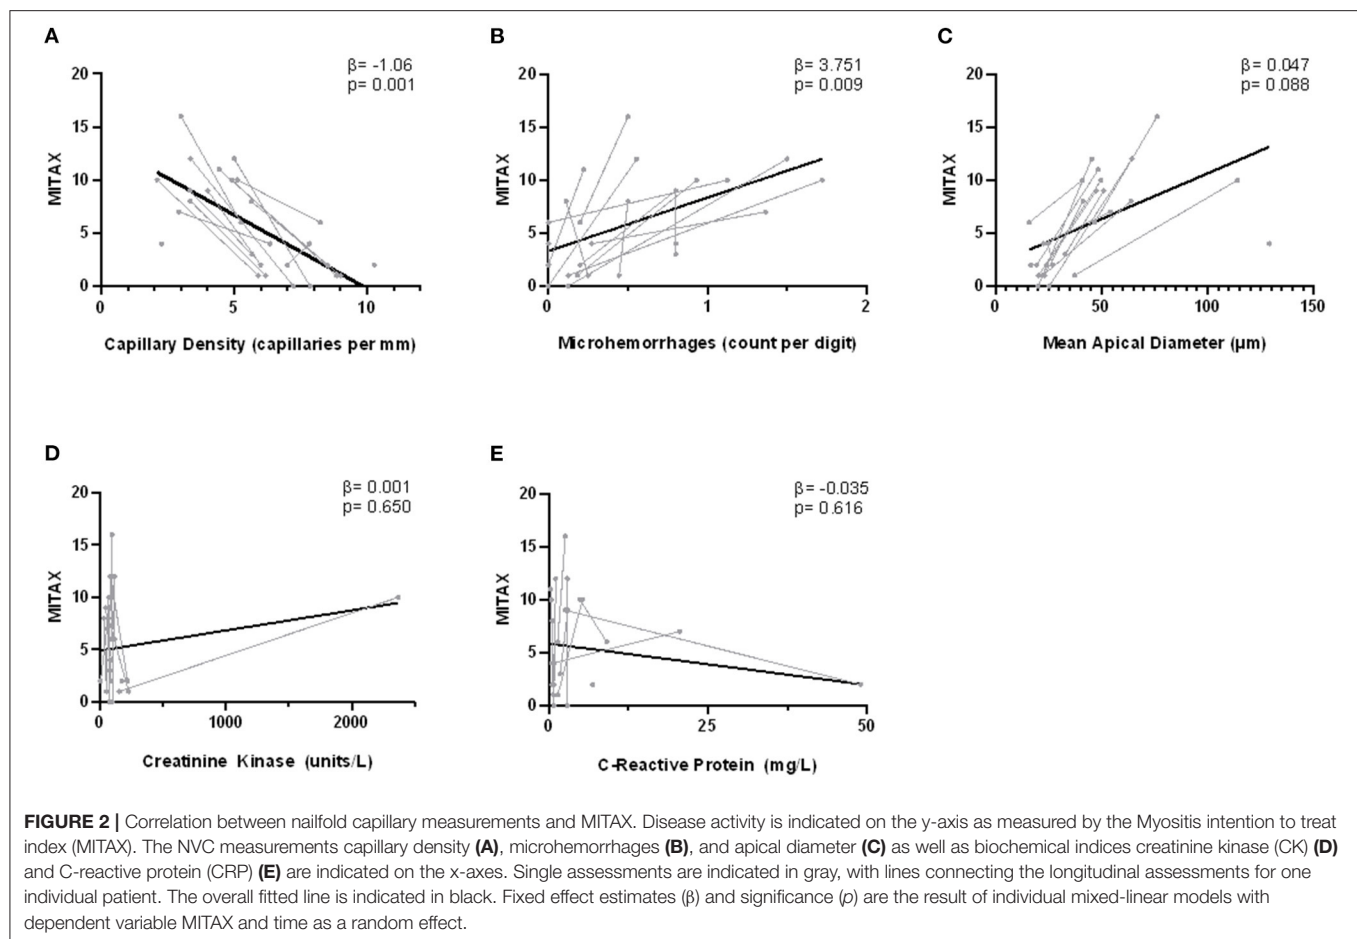 A
β= -1.06
p= 0.001
20
15
10
5
0
MITAX
0
5
10
Capillary Density (capillaries per mm)
B
β= 3.751
p= 0.009
20
15
10
5
0
MITAX
0
1
2
Microhemorrhages (count per digit)
C
β= 0.047
p= 0.088
20
15
10
5
0
MITAX
0
50
100
150
Mean Apical Diameter (µm)
D
β= 0.001
p= 0.650
20
15
10
5
0
MITAX
0
1000
2000
Creatinine Kinase (units/L)
E
β= -0.035
p= 0.616
20
15
10
5
0
MITAX
0
25
50
C-Reactive Protein (mg/L)
FIGURE 2 | Correlation between nailfold capillary measurements and MITAX. Disease activity is indicated on the y-axis as measured by the Myositis intention to treat
index (MITAX). The NVC measurements capillary density (A), microhemorrhages (B), and apical diameter (C) as well as biochemical indices creatinine kinase (CK) (D)
and C-reactive protein (CRP) (E) are indicated on the x-axes. Single assessments are indicated in gray, with lines connecting the longitudinal assessments for one
individual patient. The overall fitted line is indicated in black. Fixed effect estimates (β) and significance (p) are the result of individual mixed-linear models with
dependent variable MITAX and time as a random effect.